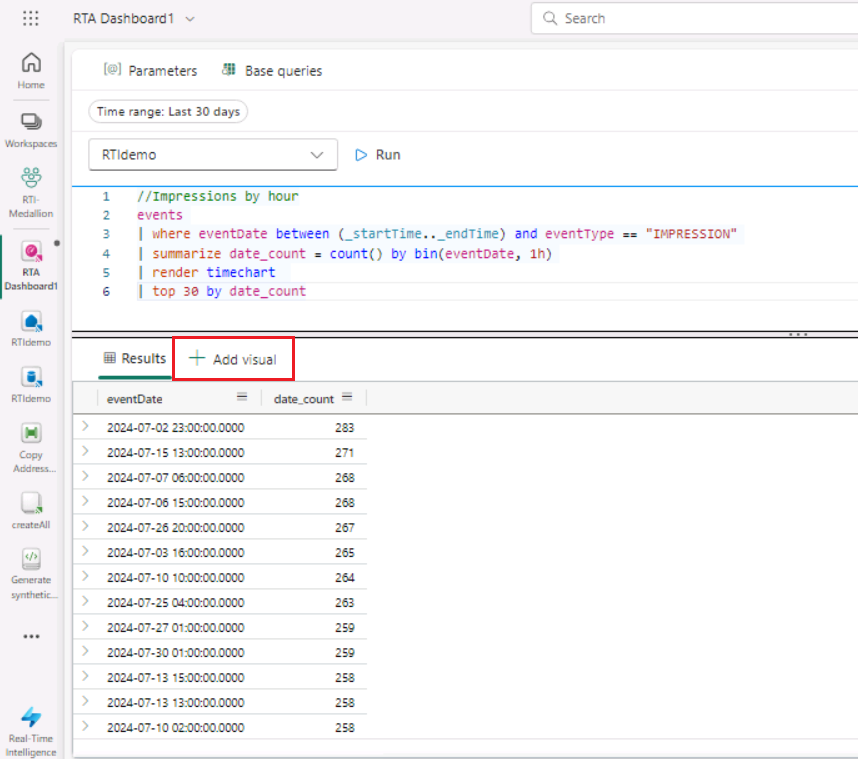 RTA Dashboard1
Search
Home
Workspaces
RTI-
Medallion
RTA
Dashboard1
RTIdemo
RTIdemo
Copy
Address...
createAll
Generate
synthetic...
Real-Time
Intelligence
Parameters
Base queries
Time range: Last 30 days
RTIdemo
Run
1 //Impressions by hour
2 events
3 | where eventDate between (_startTime.._endTime) and eventType == "IMPRESSION"
4 | summarize date_count = count() by bin(eventDate, 1h)
5 | render timechart
6 | top 30 by date_count
Results
Add visual
eventDate date_count
2024-07-02 23:00:00.0000 283
2024-07-15 13:00:00.0000 271
2024-07-07 06:00:00.0000 268
2024-07-06 15:00:00.0000 268
2024-07-26 20:00:00.0000 267
2024-07-03 16:00:00.0000 265
2024-07-10 10:00:00.0000 264
2024-07-25 04:00:00.0000 263
2024-07-27 01:00:00.0000 259
2024-07-30 01:00:00.0000 259
2024-07-13 15:00:00.0000 258
2024-07-13 13:00:00.0000 258
2024-07-10 02:00:00.0000 258